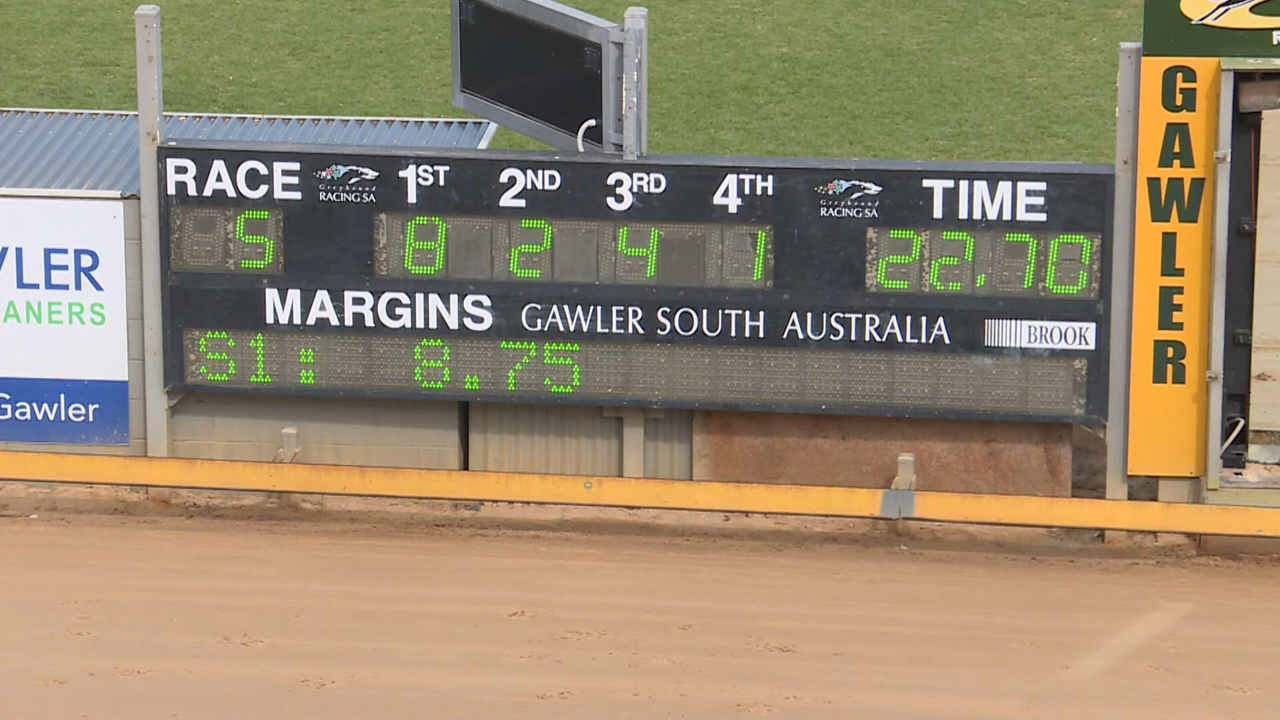 RACE
Greyhound
RACING SA
1ST 2ND 3RD 4TH
Greyhound
RACING SA
TIME
5 8 2 4 1 22.70
MARGINS GAWLER SOUTH AUSTRALIA BROOK
S1: 8.75
GAWLER
LER
ANERS
Gawler